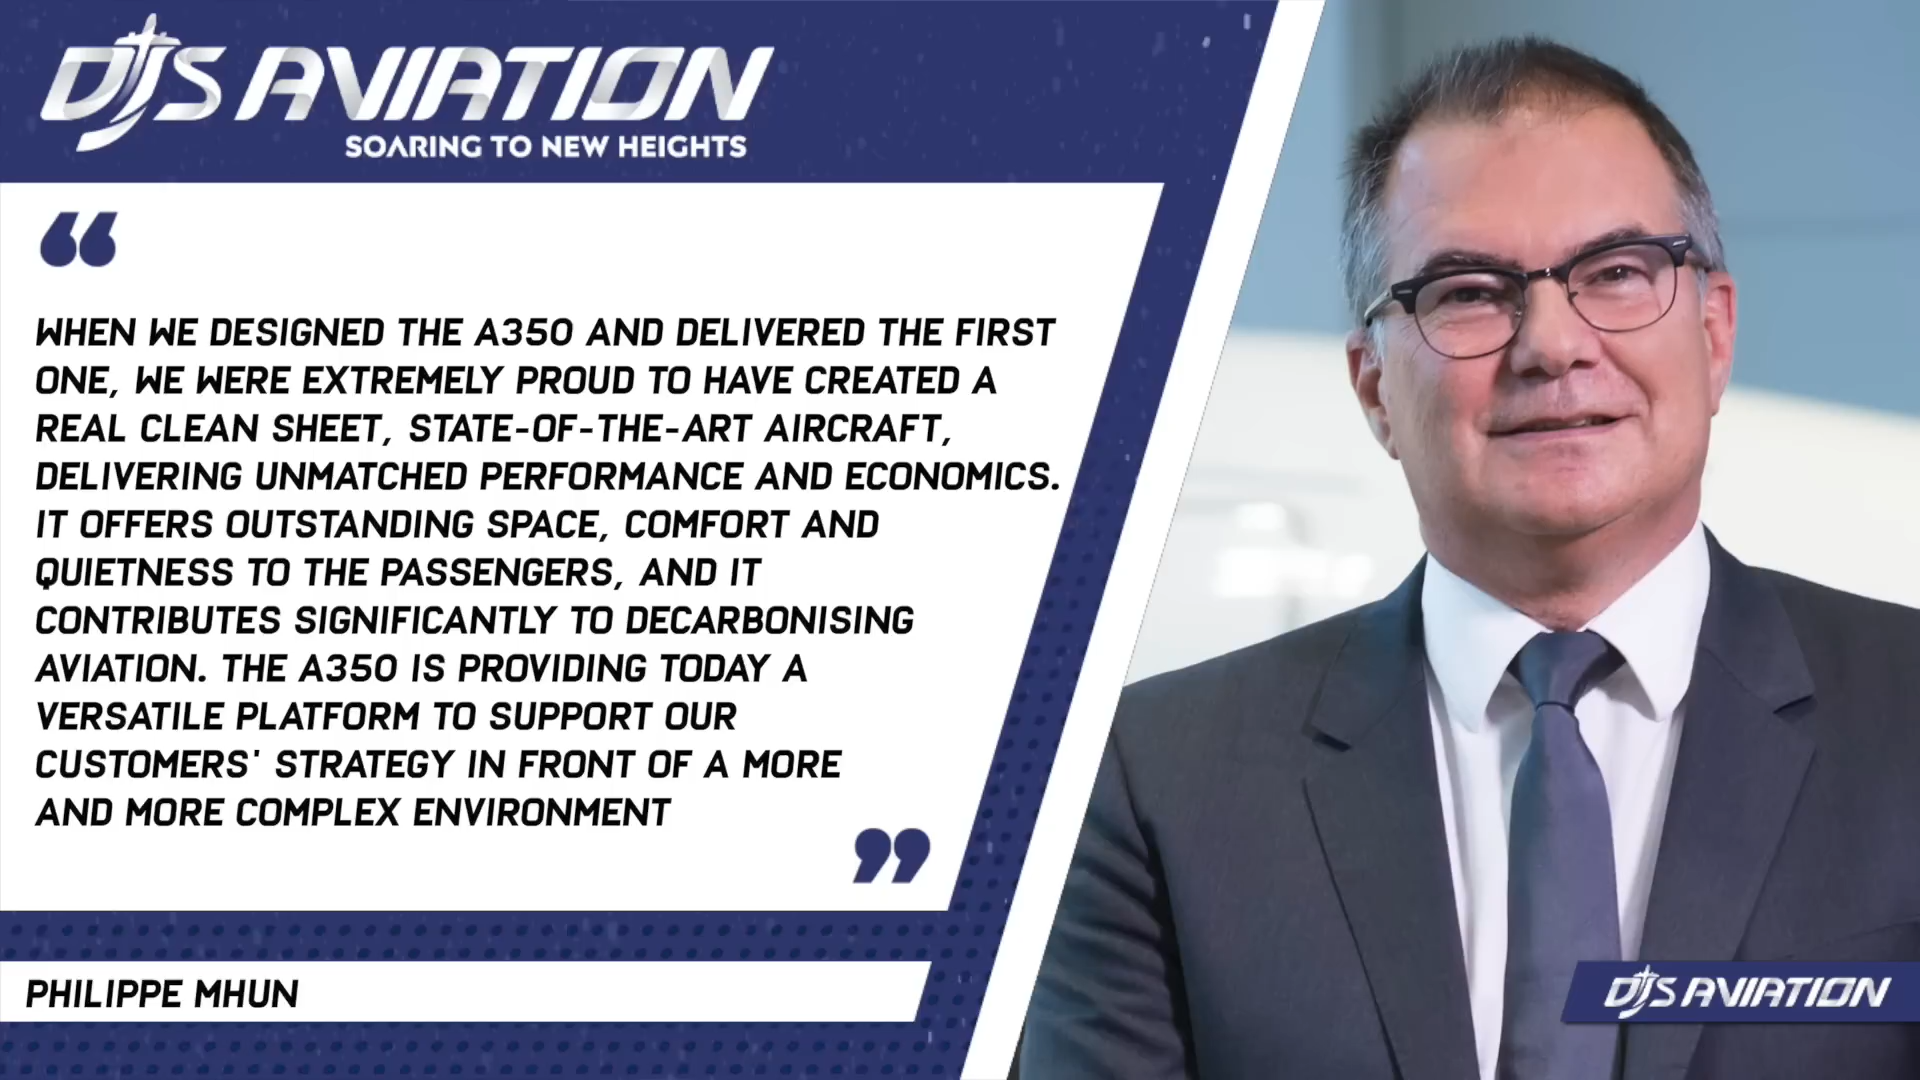 DJS AVIATION
SOARING TO NEW HEIGHTS
“
WHEN WE DESIGNED THE A350 AND DELIVERED THE FIRST
ONE, WE WERE EXTREMELY PROUD TO HAVE CREATED A
REAL CLEAN SHEET, STATE-OF-THE-ART AIRCRAFT,
DELIVERING UNMATCHED PERFORMANCE AND ECONOMICS.
IT OFFERS OUTSTANDING SPACE, COMFORT AND
QUIETNESS TO THE PASSENGERS, AND IT
CONTRIBUTES SIGNIFICANTLY TO DECARBONISING
AVIATION. THE A350 IS PROVIDING TODAY A
VERSATILE PLATFORM TO SUPPORT OUR
CUSTOMERS' STRATEGY IN FRONT OF A MORE
AND MORE COMPLEX ENVIRONMENT
”
PHILIPPE MHUN
DJS AVIATION